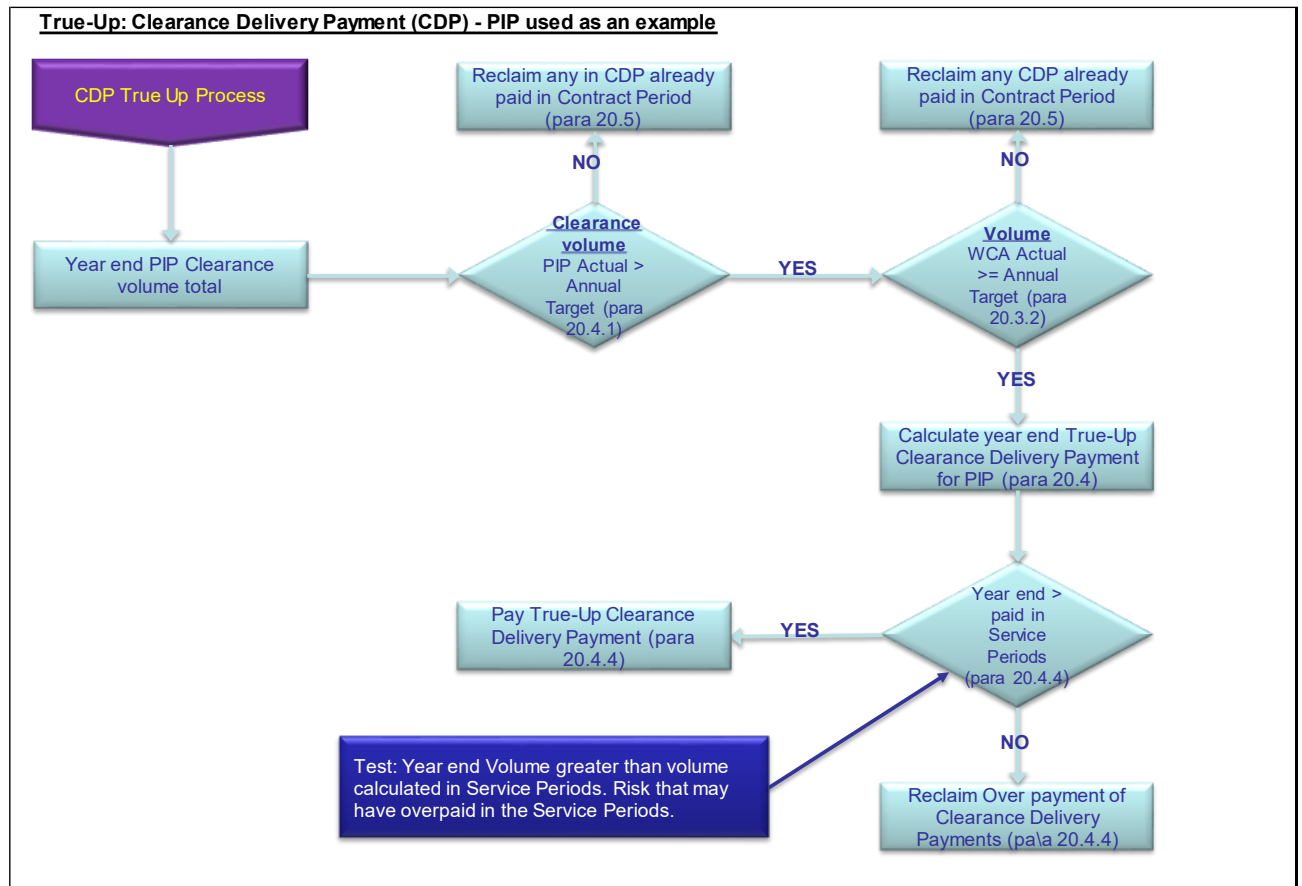 True-Up: Clearance Delivery Payment (CDP) - PIP used as an example
CDP True Up Process
Reclaim any in CDP already
paid in Contract Period
(para 20.5)
Reclaim any CDP already
paid in Contract Period
(para 20.5)
NO
NO
Year end PIP Clearance
volume total
Clearance
volume
PIP Actual >
Annual
Target (para
20.4.1)
YES
Volume
WCA Actual
>= Annual
Target (para
20.3.2)
YES
Calculate year end True-Up
Clearance Delivery Payment
for PIP (para 20.4)
Year end >
paid in
Service
Periods
(para 20.4.4)
YES
Pay True-Up Clearance
Delivery Payment (para
20.4.4)
NO
Test: Year end Volume greater than volume
calculated in Service Periods. Risk that may
have overpaid in the Service Periods.
Reclaim Over payment of
Clearance Delivery
Payments (pa\a 20.4.4)